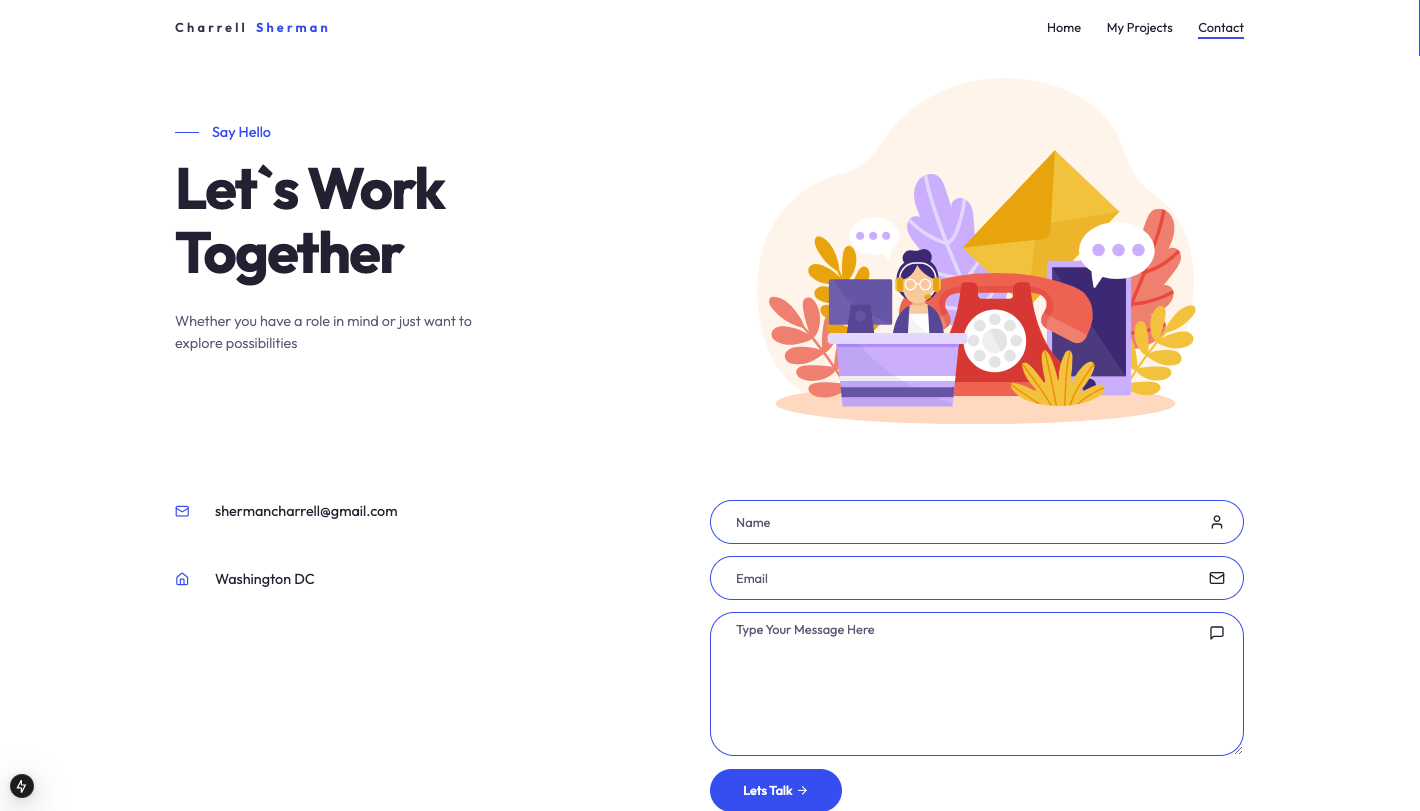 Charrell Sherman
Home My Projects Contact
Say Hello
Let`s Work
Together
Whether you have a role in mind or just want to
explore possibilities
shermancharrell@gmail.com
Washington DC
Name
Email
Type Your Message Here
Lets Talk